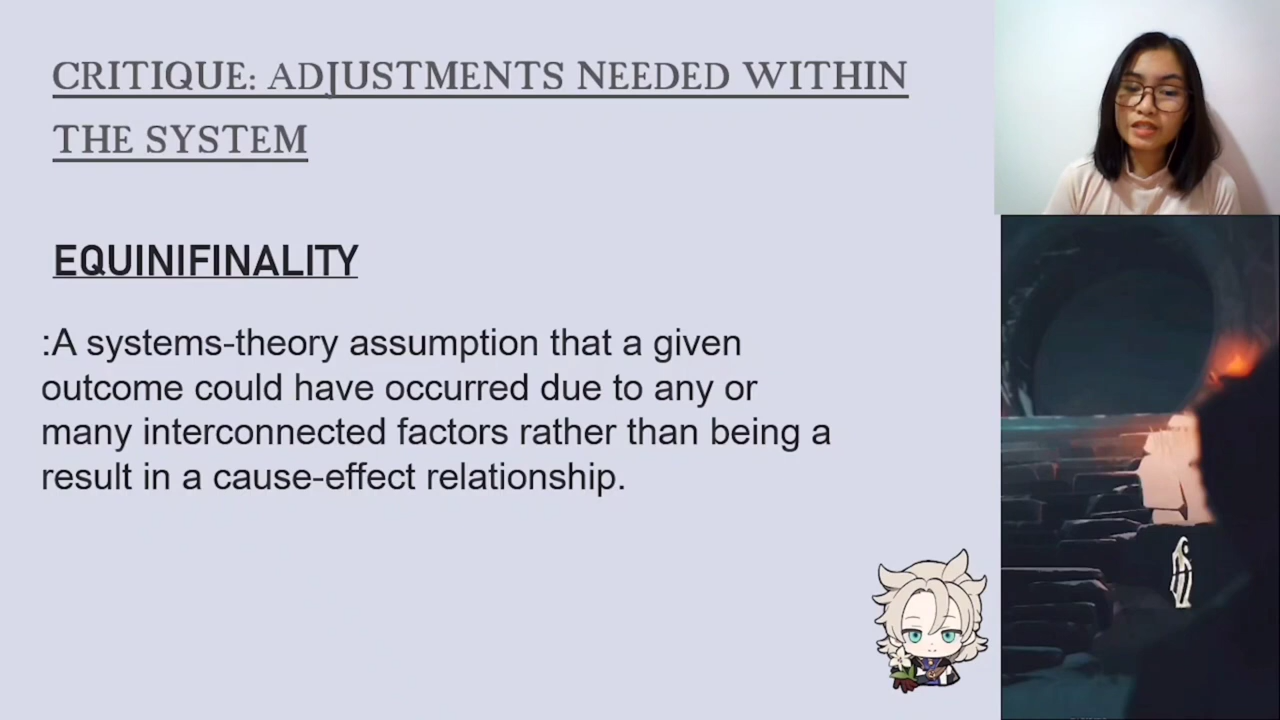 CRITIQUE: ADJUSTMENTS NEEDED WITHIN
THE SYSTEM
EQUINIFINALITY
:A systems-theory assumption that a given
outcome could have occurred due to any or
many interconnected factors rather than being a
result in a cause-effect relationship.